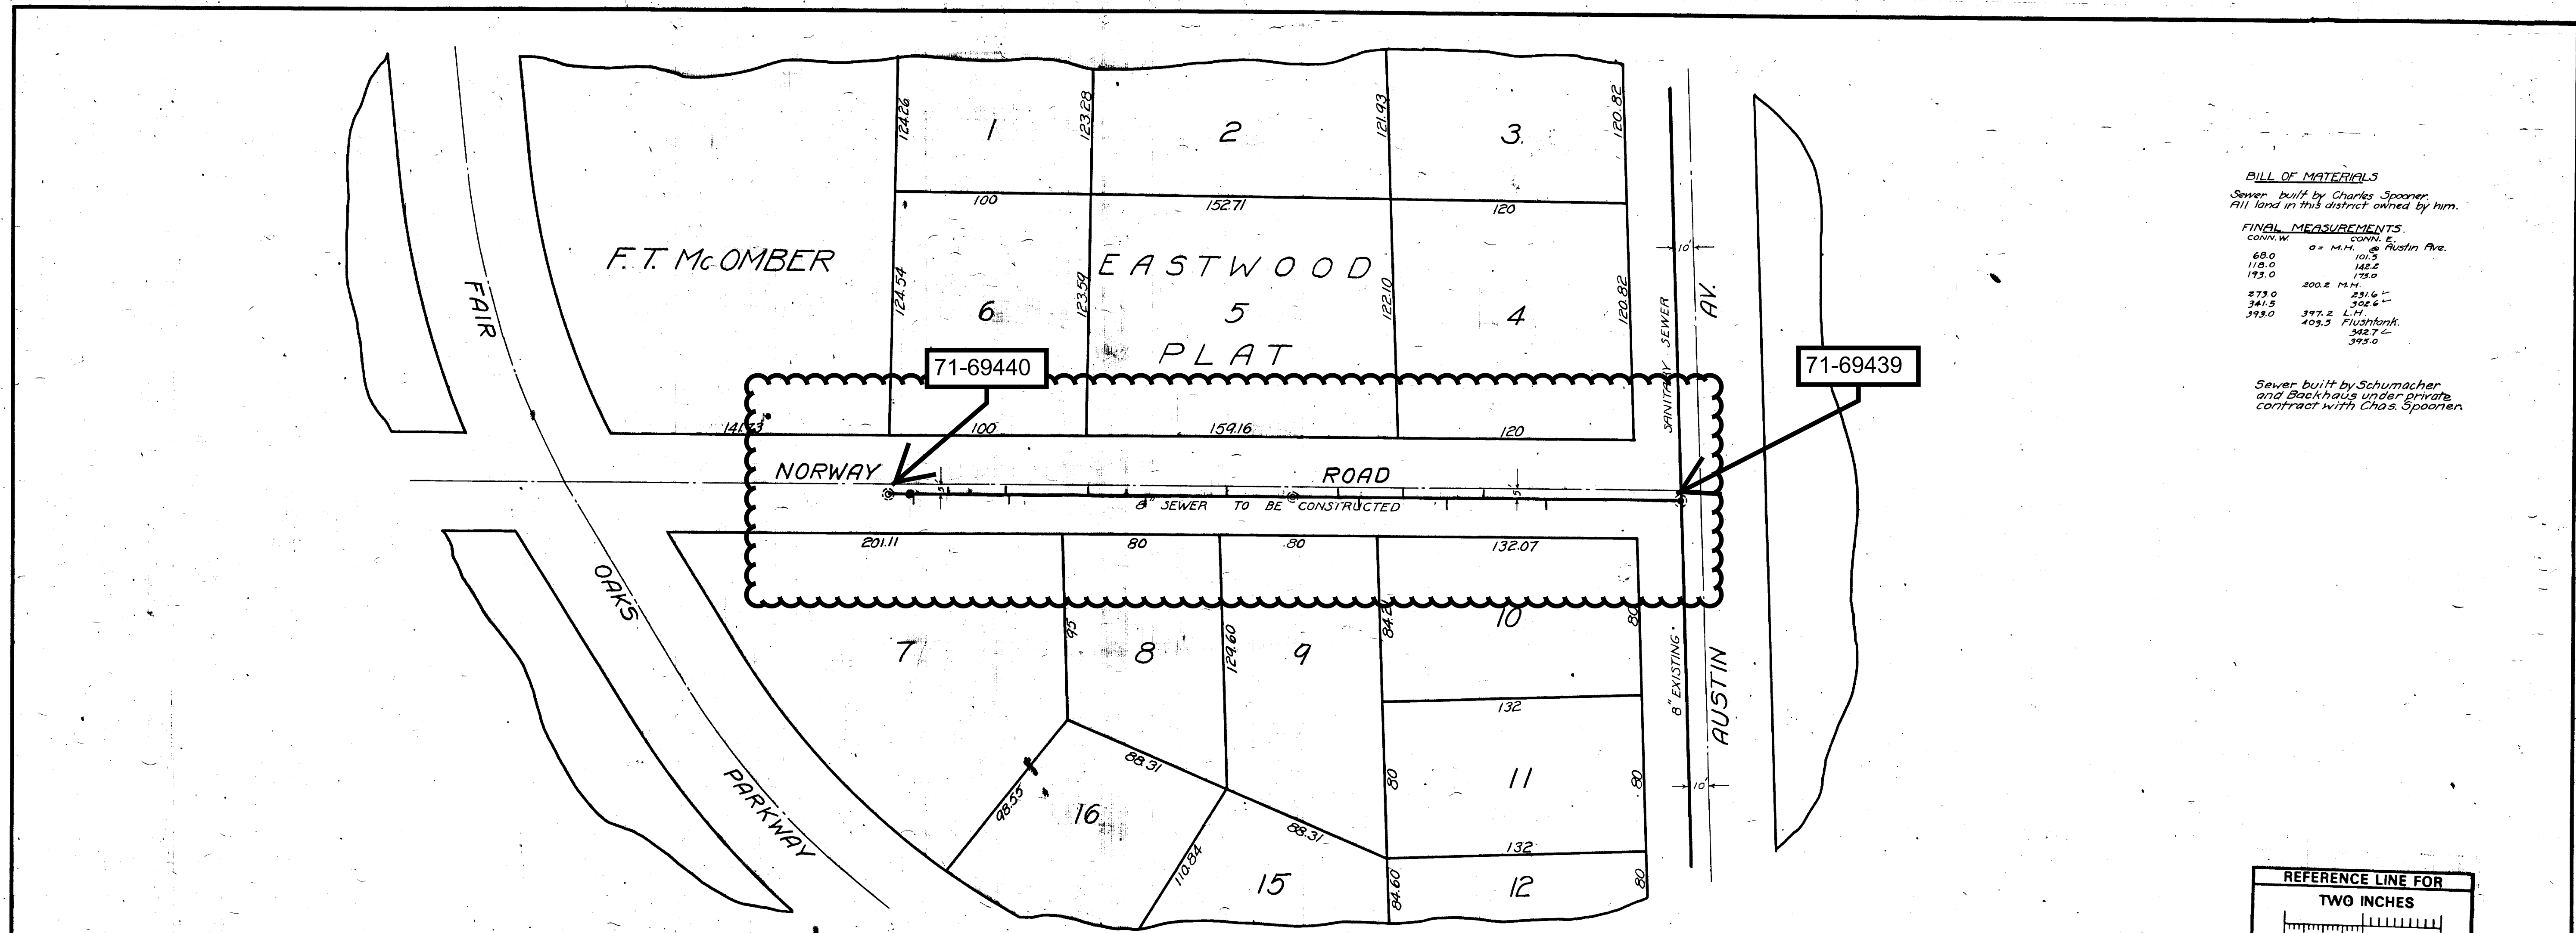 124.26
1
123.28
2
121.93
3
120.82
100
152.71
120
F. T. McOMBER
EASTWOOD
124.54
6
123.59
5
122.10
4
120.82
PLAT
SANITARY SEWER
10'
AV.
FAIR
71-69440
71-69439
141.73
100
159.16
120
NORWAY ROAD
5'
5'
8" SEWER TO BE CONSTRUCTED
201.11
80
80
132.07
OAKS
7
95
8
129.60
9
84.21
10
80
8" EXISTING
AUSTIN
132
88.31
98.55
16
80
11
80
10'
PARKWAY
88.31
110.84
15
132
84.60
12
80
BILL OF MATERIALS
Sewer built by Charles Spooner.
All land in this district owned by him.
FINAL MEASUREMENTS.
CONN. W. CONN. E.
0 = M.H. @ Austin Ave.
68.0 101.5
118.0 142.2
193.0 175.0
200.2 M.H.
273.0 231.6
341.5 302.6
393.0 397.2 L.H.
403.5 Flushtank.
342.7
395.0
Sewer built by Schumacher
and Backhaus under private
contract with Chas. Spooner.
REFERENCE LINE FOR
TWO INCHES